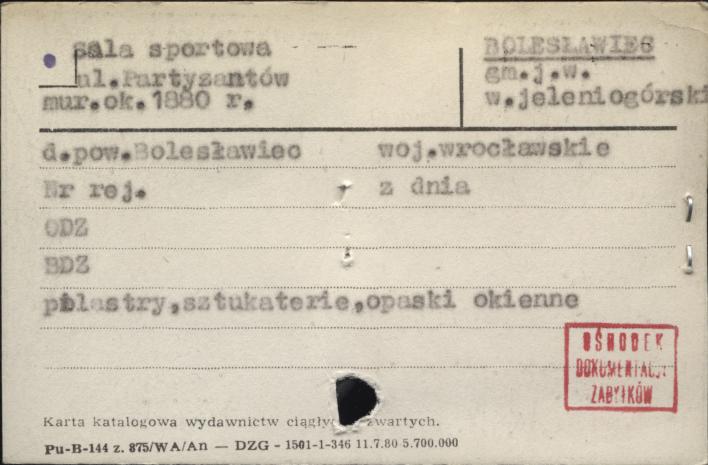 Sala sportowa
ul.Partyzantów
mur.ok.1880 r.
BOLESŁAWIEC
gm.j.w.
w.jeleniogórski
d.pow.Bolesławiec woj.wrocławskie
Nr rej. z dnia
ODZ
BDZ
pilastry,sztukaterie,opaski okienne
OŚRODEK
DOKUMENTACJI
ZABYTKÓW
Karta katalogowa wydawnictw ciągłych zwartych.
Pu-B-144 z. 875/WA/An — DZG - 1501-1-346 11.7.80 5.700.000